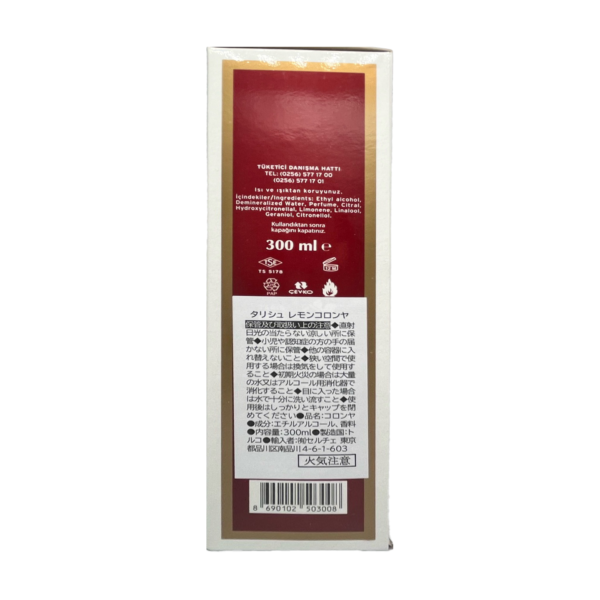 TÜKETİCİ DANIŞMA HATTI
TEL: (0256) 577 17 00
(0256) 577 17 01
Isı ve ışıktan koruyunuz.
İçindekiler/Ingredients: Ethyl alcohol,
Demineralized Water, Perfume, Citral,
Hydroxycitronellal, Limonene, Linalool,
Geraniol, Citronellol.
Kullandıktan sonra
kapağını kapatınız.
300 ml e
TSE
TS 5178
PAP
ÇEVKO
タリシュ レモンコロンヤ
保管及び取扱い上の注意◆直射
日光の当たらない涼しい所に保
管◆小児や認知症の方の手の届
かない所に保管◆他の容器に入
れ替えないこと◆狭い空間で使
用する場合は換気をして使用す
ること◆初期火災の場合は大量
の水又はアルコール用消化器で
消化すること◆目に入った場合
は水で十分に洗い流すこと◆使
用後はしっかりとキャップを閉
めてください●品名:コロンヤ
●成分:エチルアルコール,香料
●内容量:300ml●製造国:ト
ルコ●輸入者:㈲セルチェ 東京
都品川区南品川4-6-1-603
火気注意
8 690102 503008